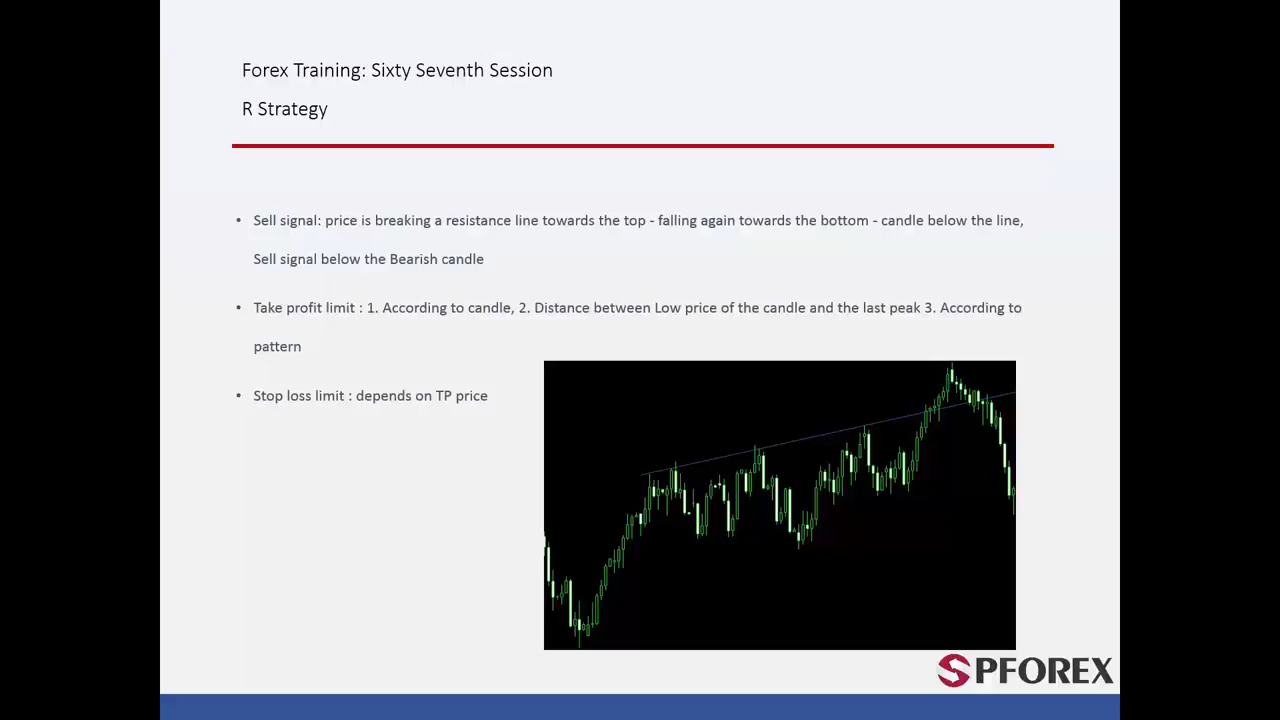 Forex Training: Sixty Seventh Session
R Strategy
• Sell signal: price is breaking a resistance line towards the top - falling again towards the bottom - candle below the line,
Sell signal below the Bearish candle
• Take profit limit : 1. According to candle, 2. Distance between Low price of the candle and the last peak 3. According to
pattern
• Stop loss limit : depends on TP price
SPFOREX